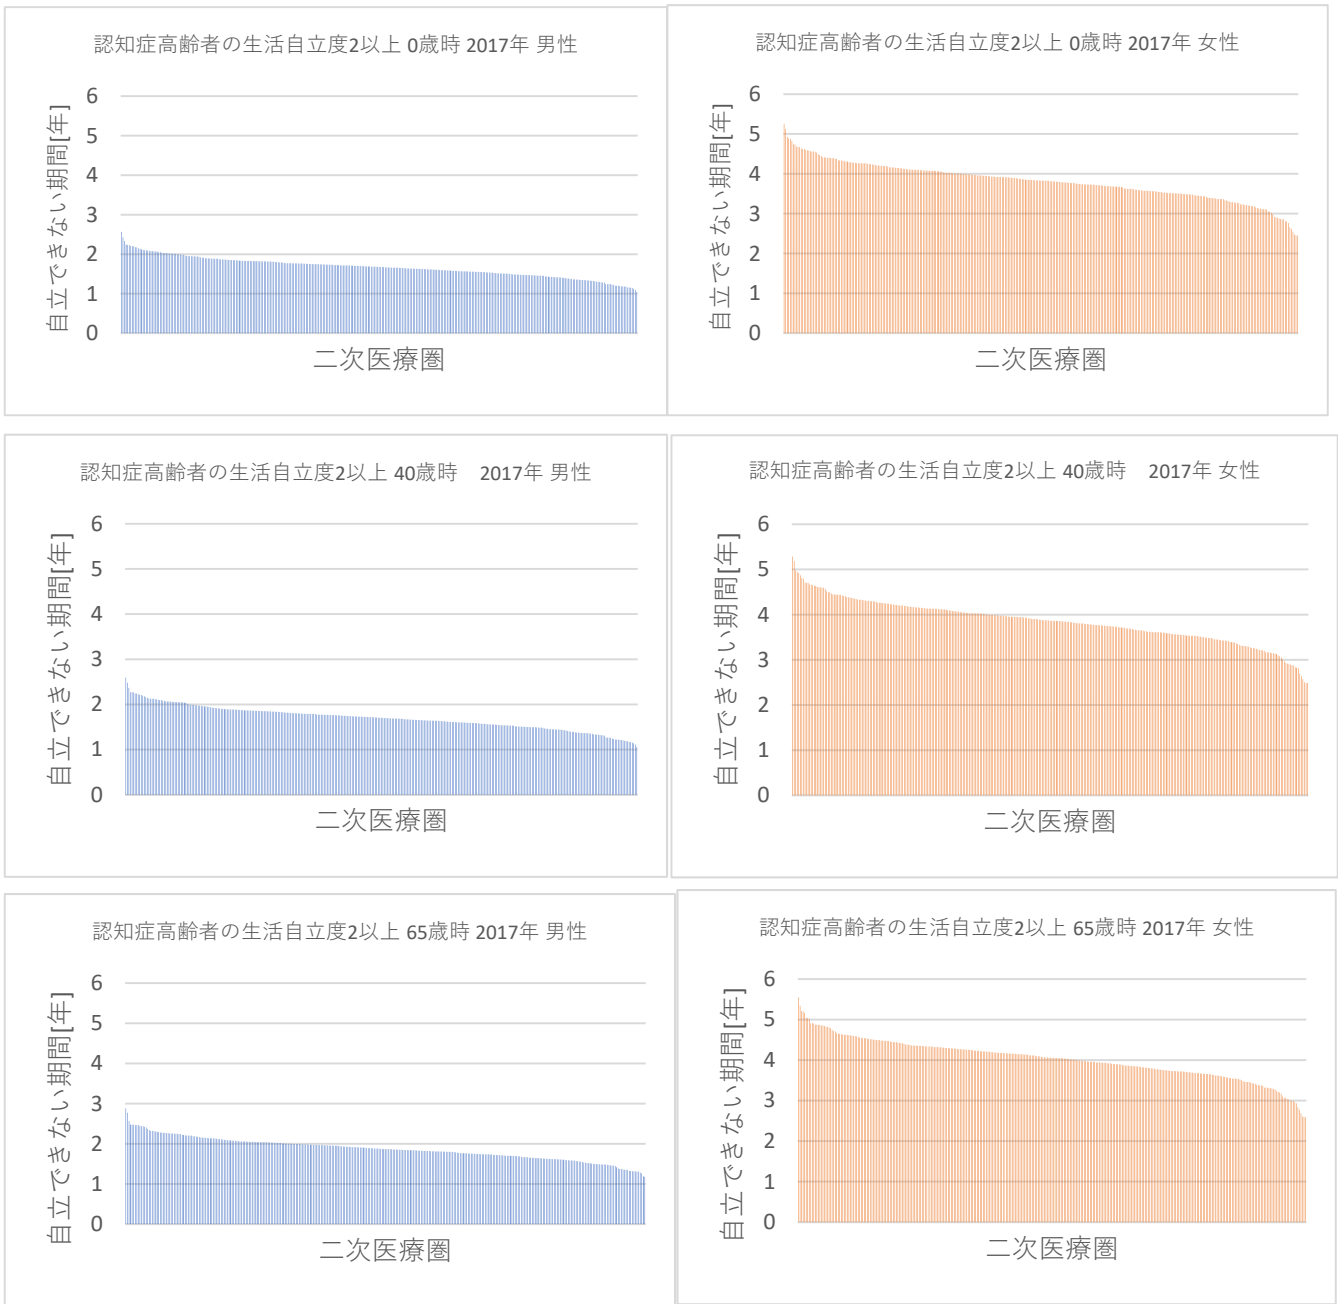 認知症高齢者の生活自立度2以上 0歳時 2017年 男性
自立できない期間[年]
6
5
4
3
2
1
0
二次医療圏
認知症高齢者の生活自立度2以上 0歳時 2017年 女性
自立できない期間[年]
6
5
4
3
2
1
0
二次医療圏
認知症高齢者の生活自立度2以上 40歳時　2017年 男性
自立できない期間[年]
6
5
4
3
2
1
0
二次医療圏
認知症高齢者の生活自立度2以上 40歳時　2017年 女性
自立できない期間[年]
6
5
4
3
2
1
0
二次医療圏
認知症高齢者の生活自立度2以上 65歳時 2017年 男性
自立できない期間[年]
6
5
4
3
2
1
0
二次医療圏
認知症高齢者の生活自立度2以上 65歳時 2017年 女性
自立できない期間[年]
6
5
4
3
2
1
0
二次医療圏